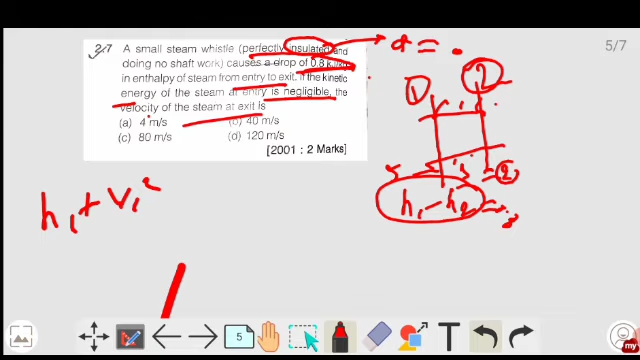 5/7
2.7 A small steam whistle (perfectly insulated and
doing no shaft work) causes a drop of 0.8 kJ/kg
in enthalpy of steam from entry to exit. If the kinetic
energy of the steam at entry is negligible, the
velocity of the steam at exit is
(a) 4 m/s (b) 40 m/s
(c) 80 m/s (d) 120 m/s
[2001 : 2 Marks]
1 2
2
h1 - h2
h1 + V1²
5
T
my